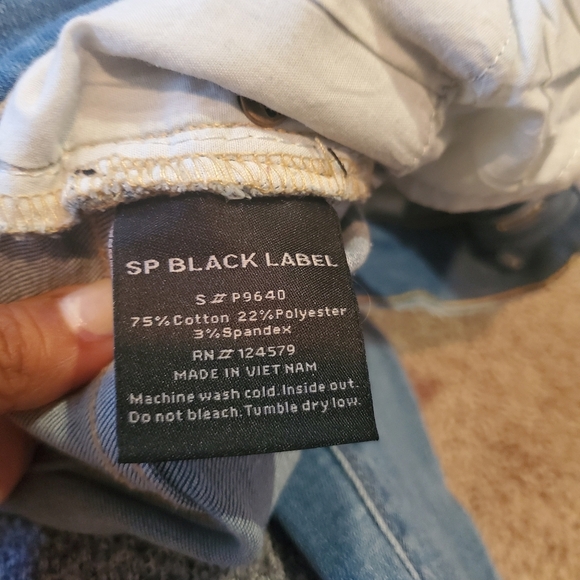 SP BLACK LABEL
S# P9640
75%Cotton 22%Polyester
3%Spandex
RN# 124579
MADE IN VIET NAM
Machine wash cold. Inside out.
Do not bleach. Tumble dry low.